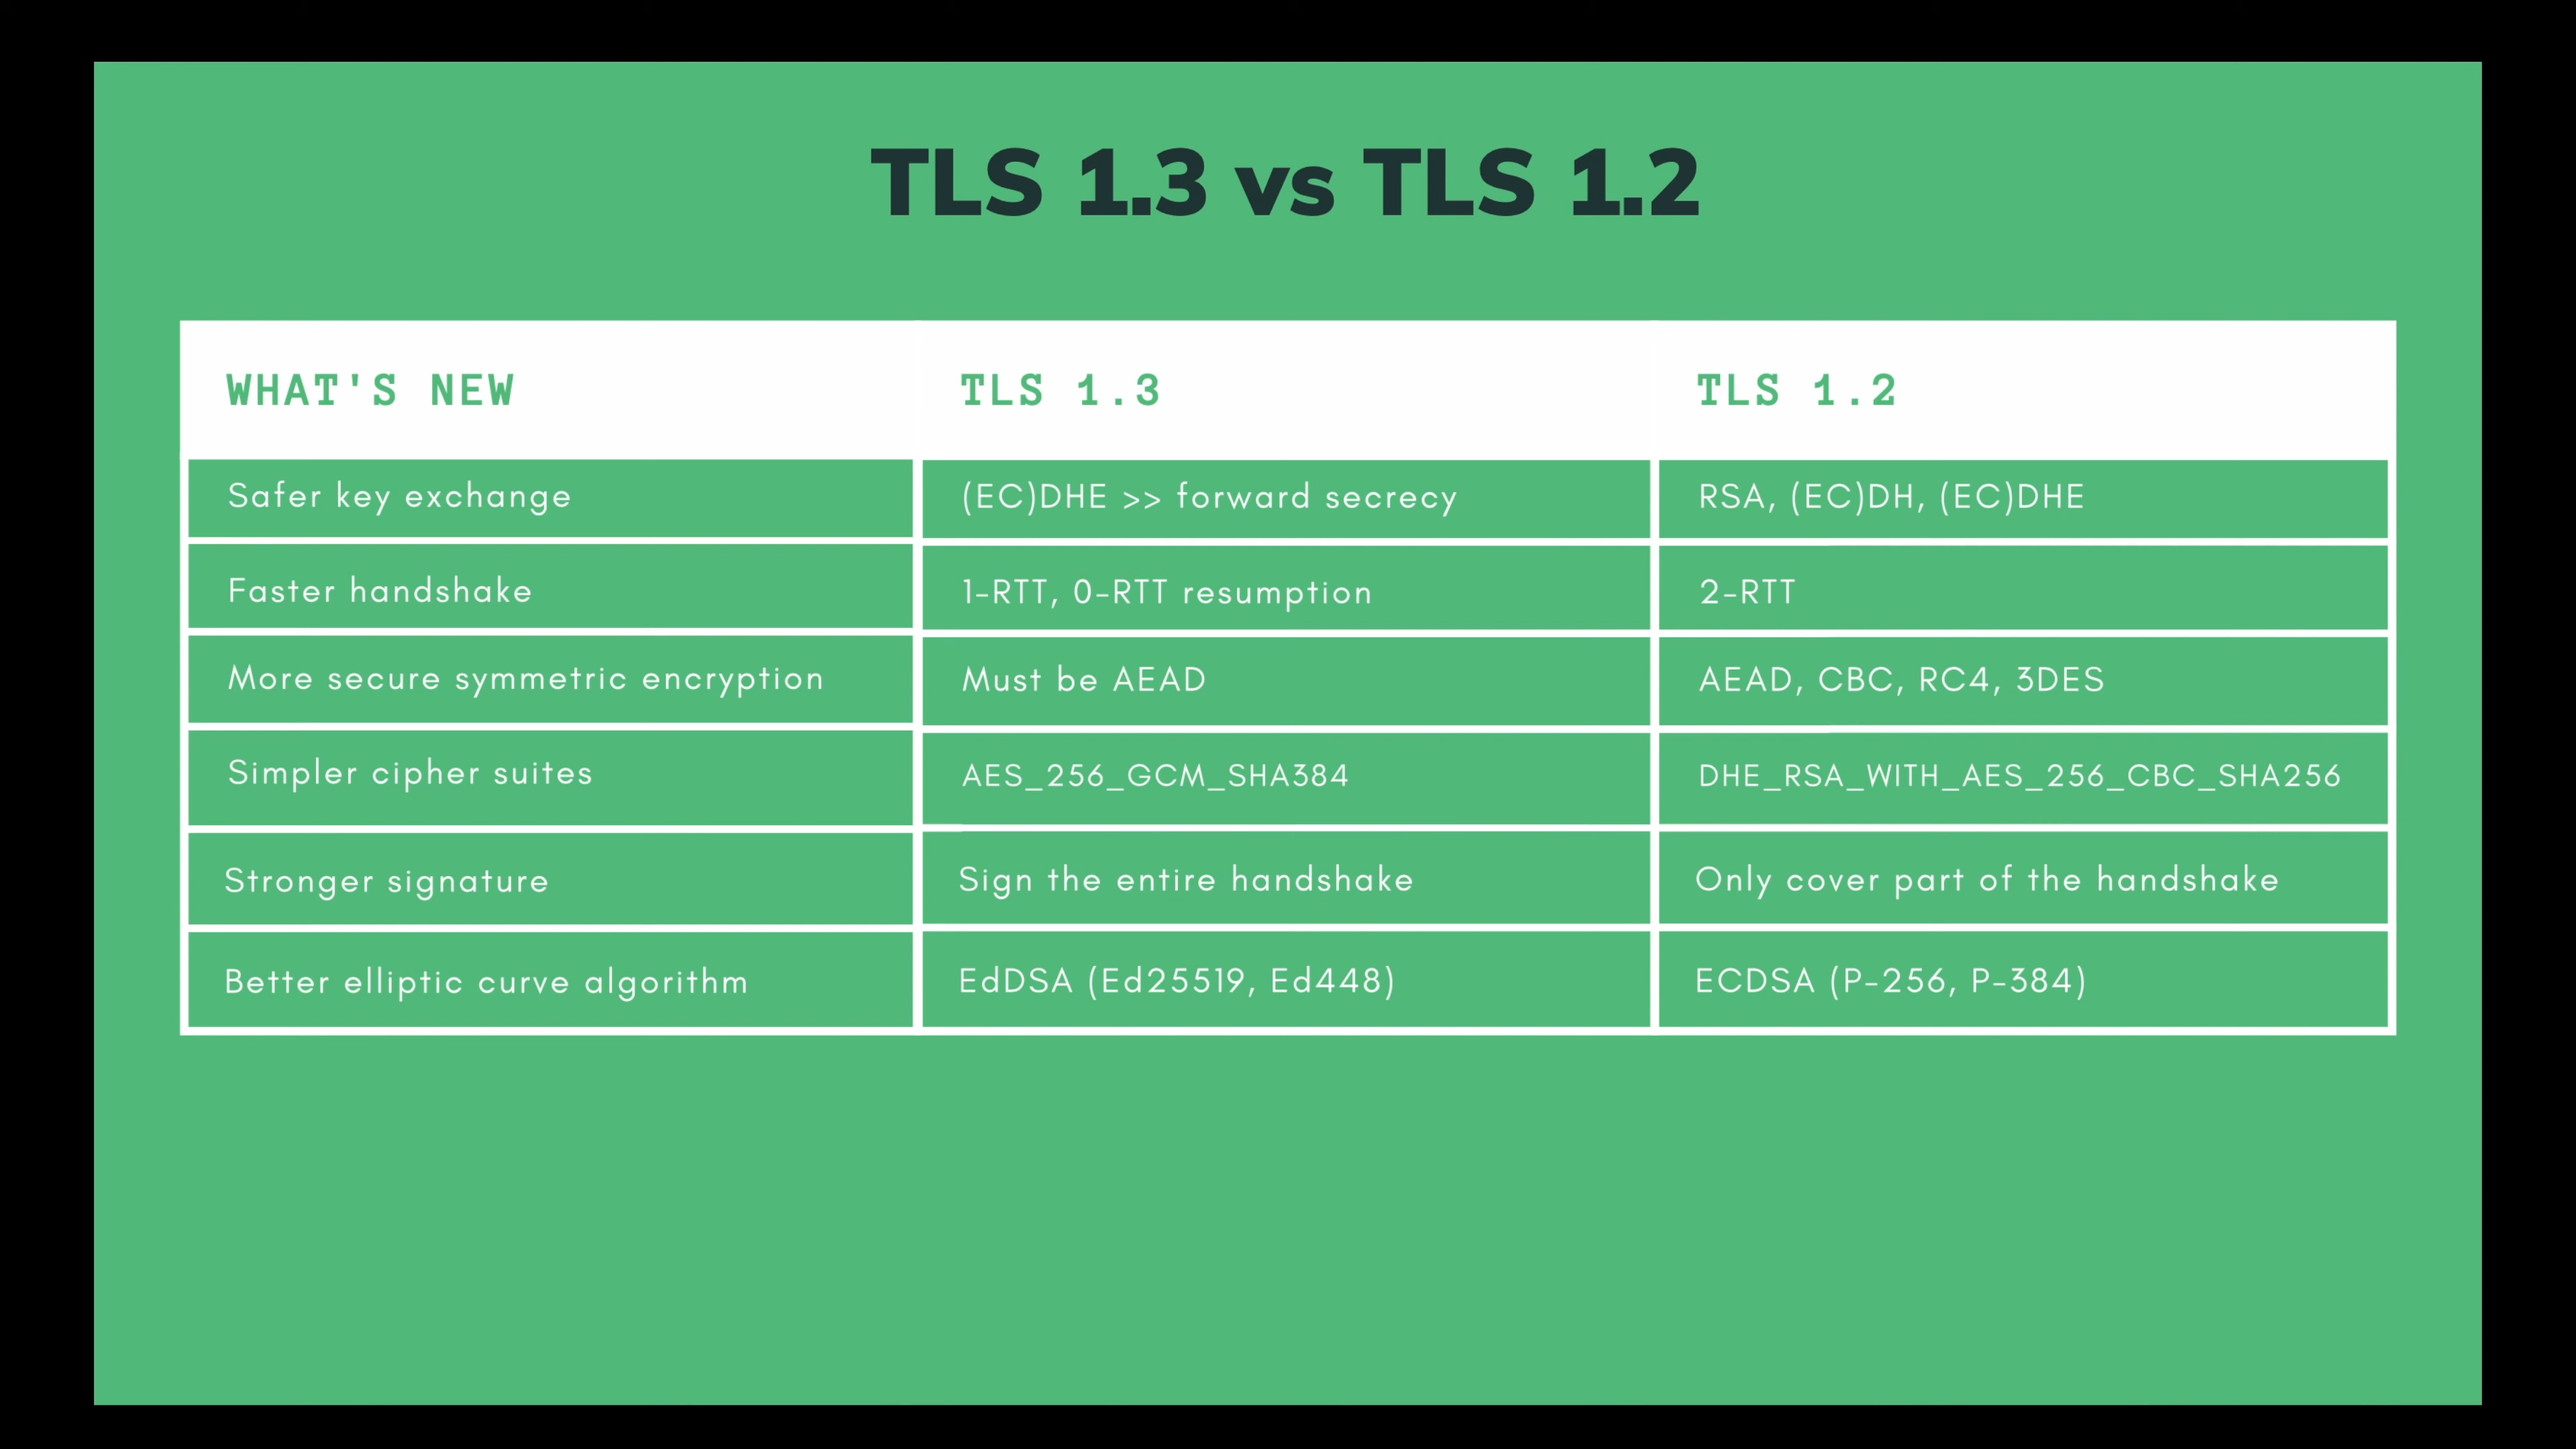 TLS 1.3 vs TLS 1.2
WHAT'S NEW TLS 1.3 TLS 1.2
Safer key exchange (EC)DHE >> forward secrecy RSA, (EC)DH, (EC)DHE
Faster handshake 1-RTT, 0-RTT resumption 2-RTT
More secure symmetric encryption Must be AEAD AEAD, CBC, RC4, 3DES
Simpler cipher suites AES_256_GCM_SHA384 DHE_RSA_WITH_AES_256_CBC_SHA256
Stronger signature Sign the entire handshake Only cover part of the handshake
Better elliptic curve algorithm EdDSA (Ed25519, Ed448) ECDSA (P-256, P-384)